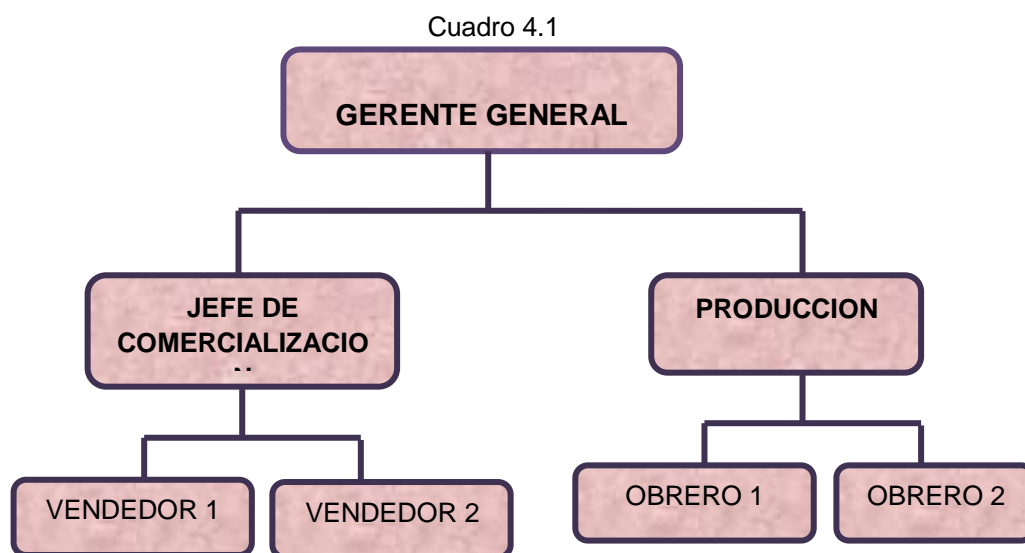 Cuadro 4.1
GERENTE GENERAL
JEFE DE
COMERCIALIZACIO
N
PRODUCCION
VENDEDOR 1
VENDEDOR 2
OBRERO 1
OBRERO 2